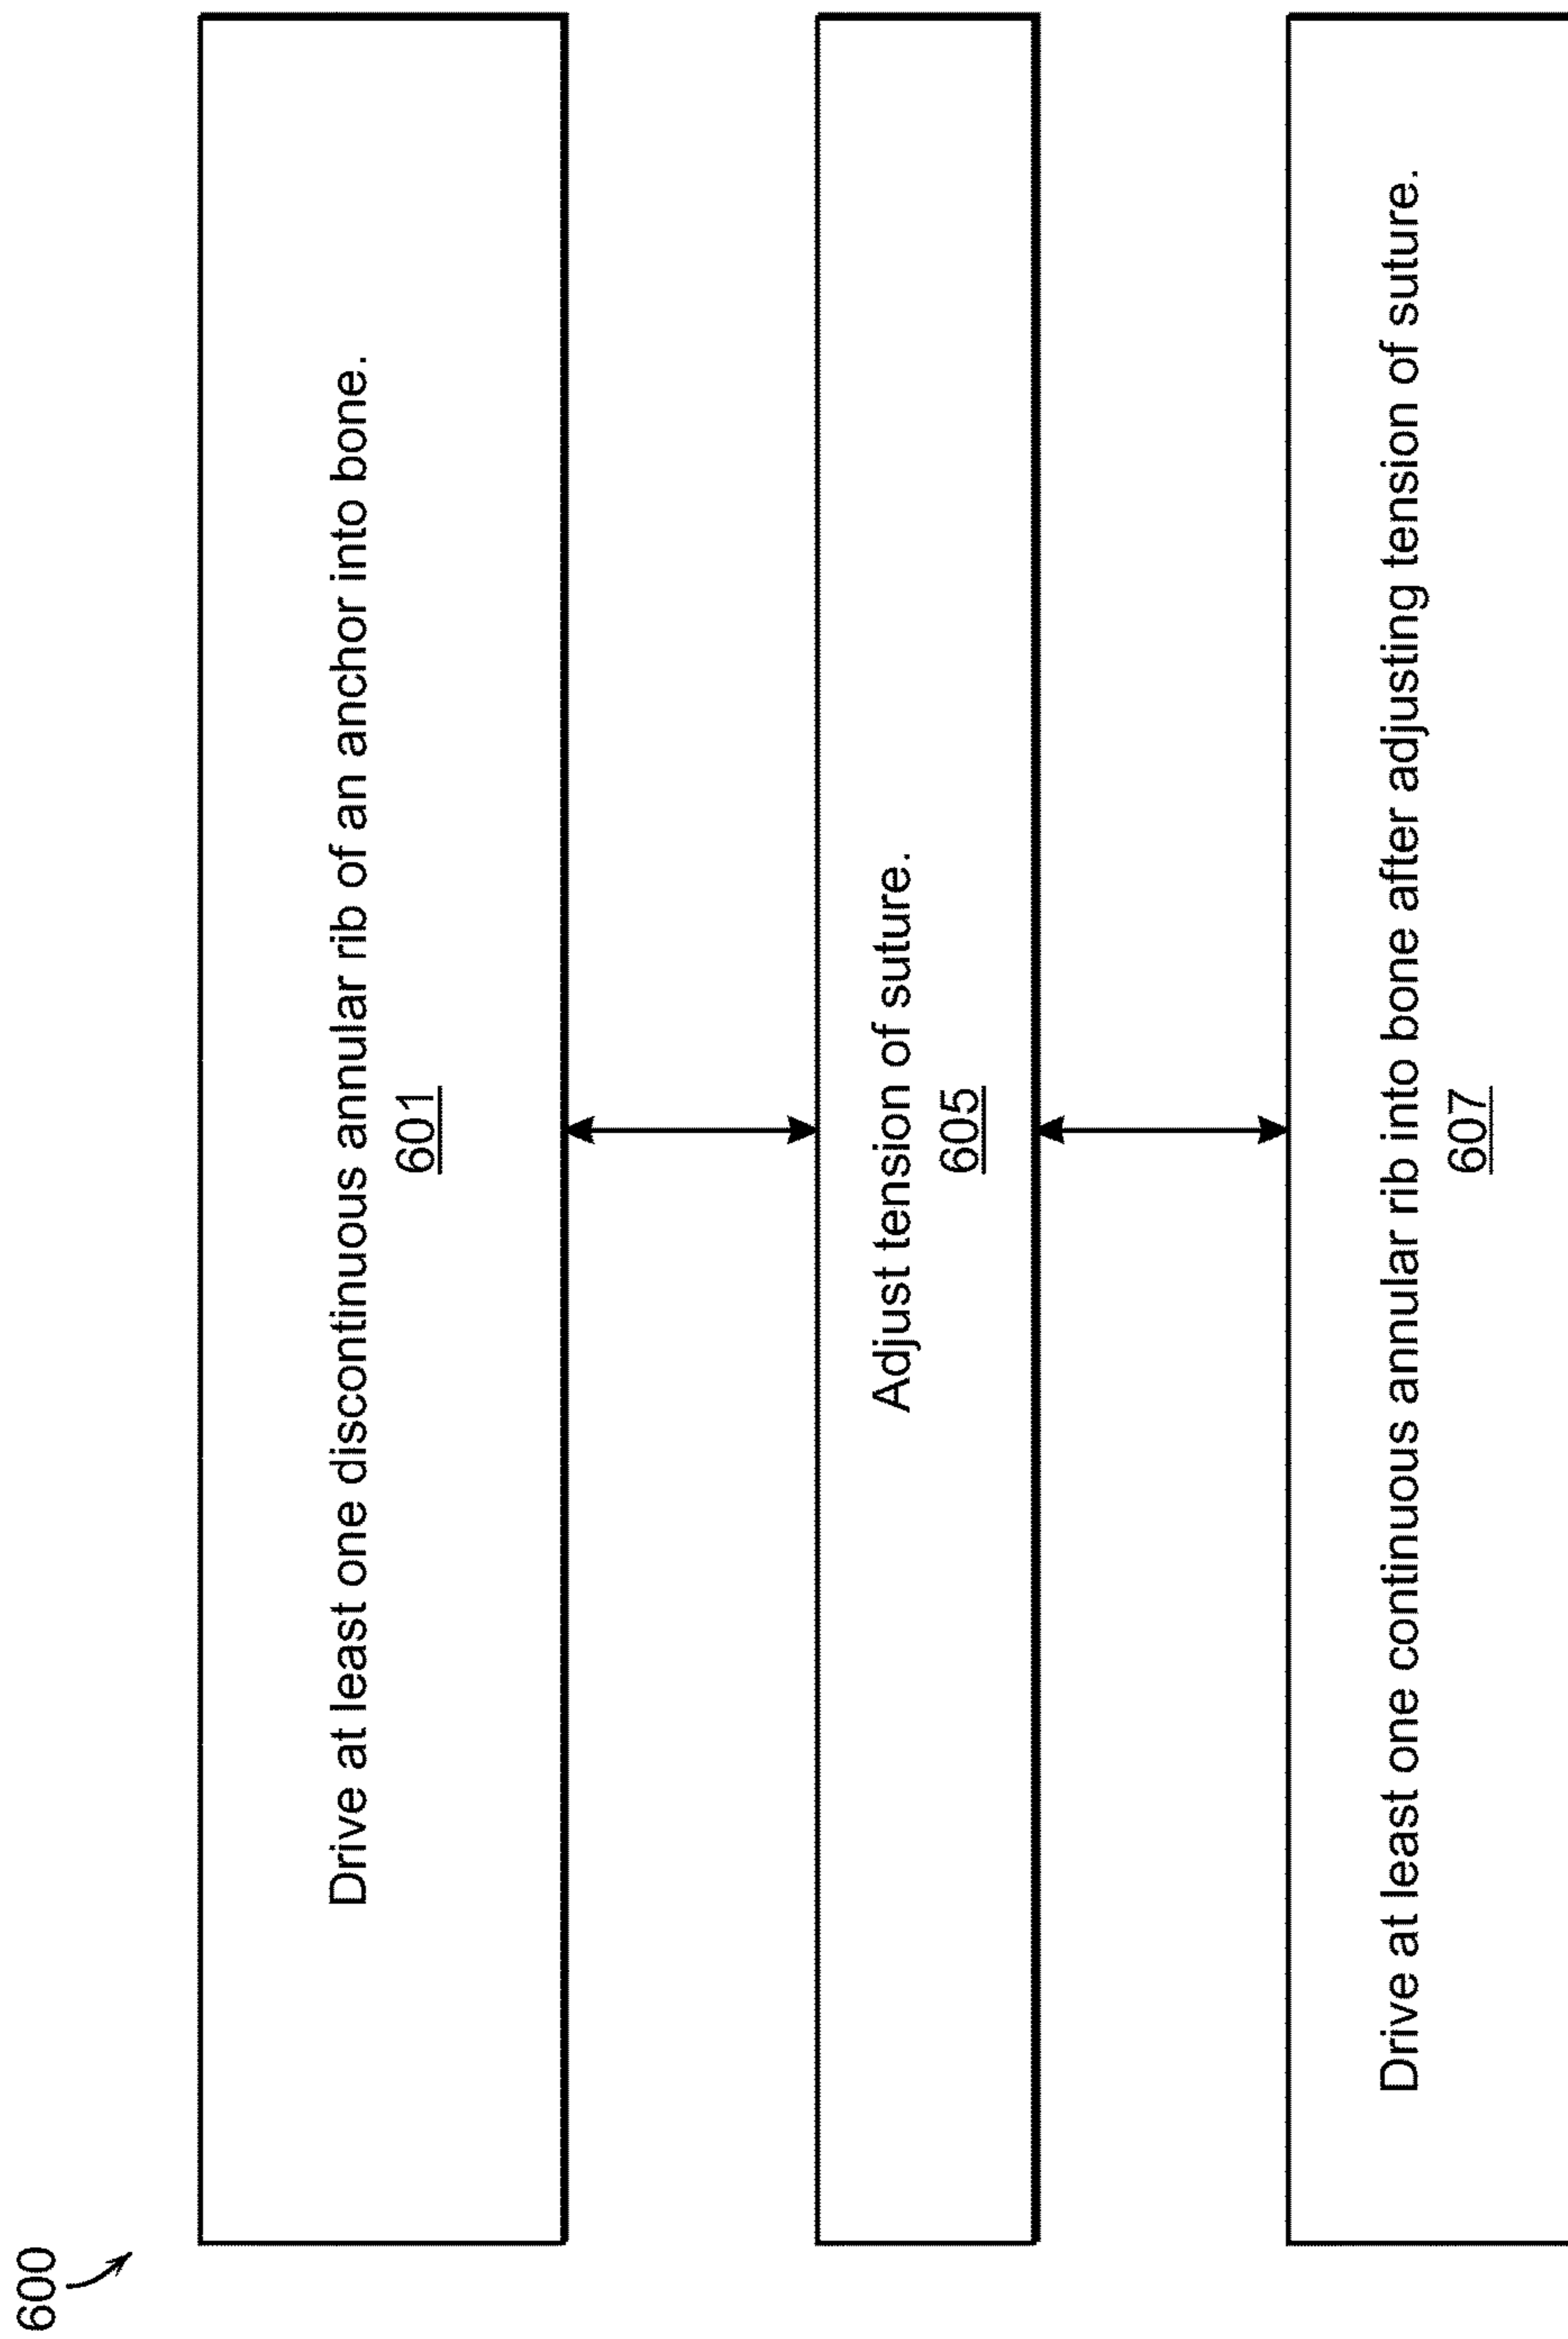 600
Drive at least one discontinuous annular rib of an anchor into bone.
601
Adjust tension of suture.
605
Drive at least one continuous annular rib into bone after adjusting tension of suture.
607